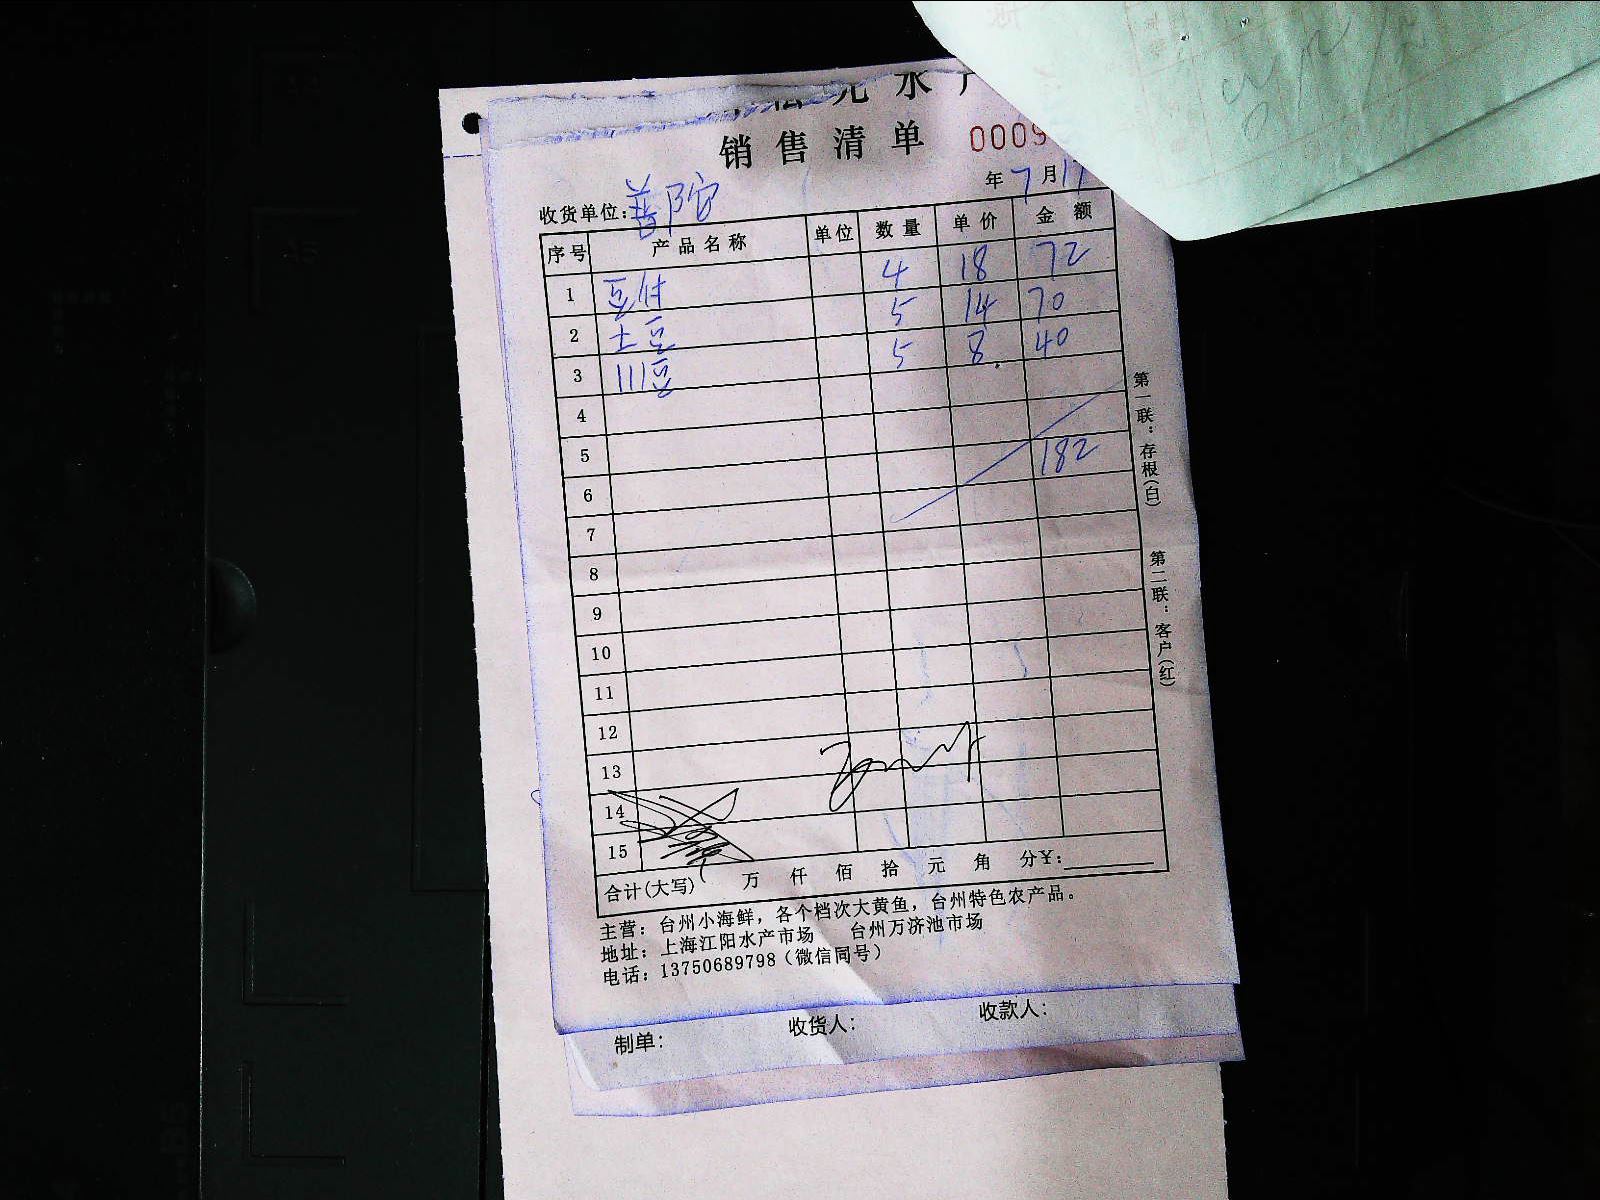 水
销售清单 0009
年 7 月 17
收货单位: 普陀
序号 产品名称 单位 数量 单价 金额
1 豆付 4 18 72
2 土豆 5 14 70
3 川豆 5 8 40
4
5 182
6
7
8
9
10
11
12
13
14
15
合计(大写) 万 仟 佰 拾 元 角 分¥:
主营: 台州小海鲜, 各个档次大黄鱼, 台州特色农产品。
地址: 上海江阳水产市场 台州万济池市场
电话: 13750689798 (微信同号)
第一联: 存根(白) 第二联: 客户(红)
制单: 收货人: 收款人: